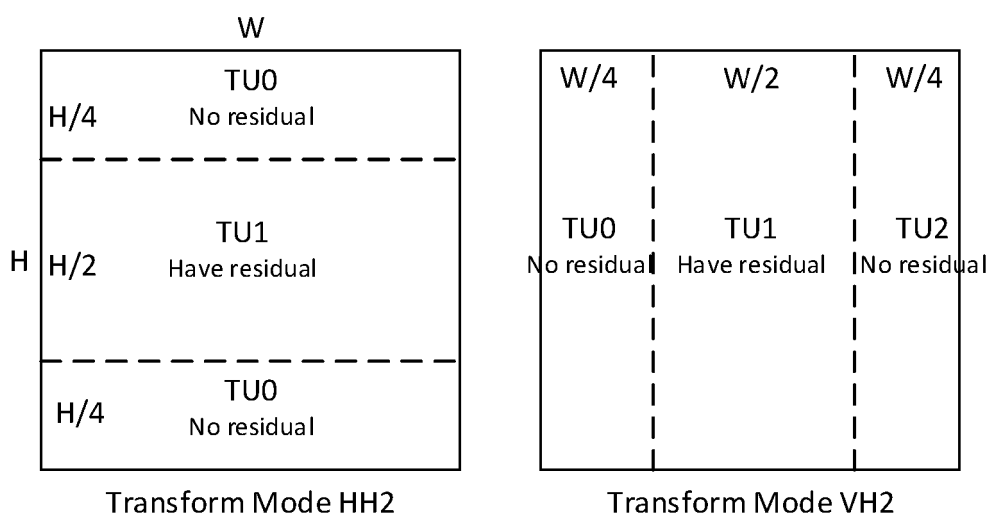 W
TU0
No residual
H/4
TU1
Have residual
H
H/2
TU0
No residual
H/4
Transform Mode HH2
W/4 W/2 W/4
TU0 TU1 TU2
No residual Have residual No residual
Transform Mode VH2